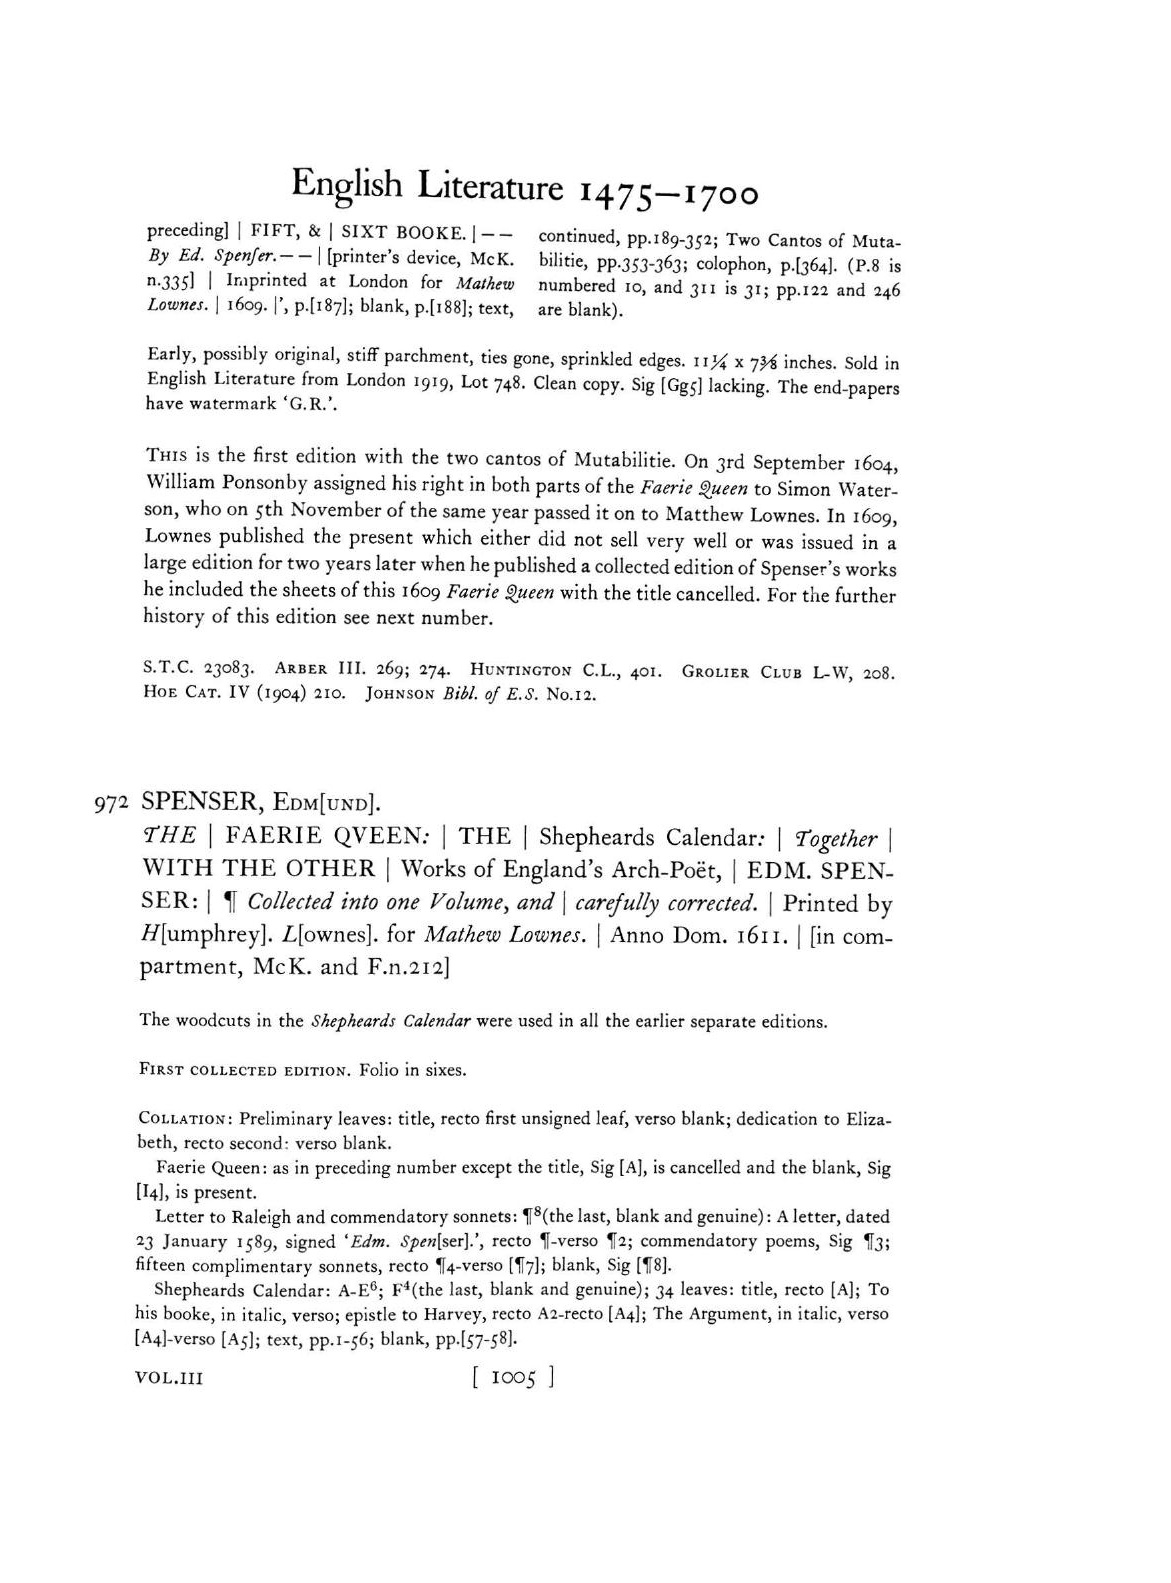 English Literature 1475—1700
preceding] | FIFT, & | SIXT BOOKE. | — —
By Ed. Spenſer. — — | [printer's device, McK.
n.335] | Imprinted at London for Mathew
Lownes. | 1609. |', p.[187]; blank, p.[188]; text,
continued, pp.189-352; Two Cantos of Muta-
bilitie, pp.353-363; colophon, p.[364]. (P.8 is
numbered 10, and 311 is 31; pp.122 and 246
are blank).
Early, possibly original, stiff parchment, ties gone, sprinkled edges. 11¼ x 7⅜ inches. Sold in
English Literature from London 1919, Lot 748. Clean copy. Sig [Gg5] lacking. The end-papers
have watermark 'G.R.'.
THIS is the first edition with the two cantos of Mutabilitie. On 3rd September 1604,
William Ponsonby assigned his right in both parts of the Faerie Queen to Simon Water-
son, who on 5th November of the same year passed it on to Matthew Lownes. In 1609,
Lownes published the present which either did not sell very well or was issued in a
large edition for two years later when he published a collected edition of Spenser's works
he included the sheets of this 1609 Faerie Queen with the title cancelled. For the further
history of this edition see next number.
S.T.C. 23083. ARBER III. 269; 274. HUNTINGTON C.L., 401. GROLIER CLUB L-W, 208.
HOE CAT. IV (1904) 210. JOHNSON Bibl. of E.S. No.12.
972 SPENSER, EDM[UND].
THE | FAERIE QVEEN: | THE | Shepheards Calendar: | Together |
WITH THE OTHER | Works of England's Arch-Poët, | EDM. SPEN-
SER: | ¶ Collected into one Volume, and | carefully corrected. | Printed by
H[umphrey]. L[ownes]. for Mathew Lownes. | Anno Dom. 1611. | [in com-
partment, McK. and F.n.212]
The woodcuts in the Shepheards Calendar were used in all the earlier separate editions.
FIRST COLLECTED EDITION. Folio in sixes.
COLLATION: Preliminary leaves: title, recto first unsigned leaf, verso blank; dedication to Eliza-
beth, recto second: verso blank.
Faerie Queen: as in preceding number except the title, Sig [A], is cancelled and the blank, Sig
[I4], is present.
Letter to Raleigh and commendatory sonnets: ¶⁸(the last, blank and genuine): A letter, dated
23 January 1589, signed 'Edm. Spen[ser].', recto ¶-verso ¶2; commendatory poems, Sig ¶3;
fifteen complimentary sonnets, recto ¶4-verso [¶7]; blank, Sig [¶8].
Shepheards Calendar: A-E⁶; F⁴(the last, blank and genuine); 34 leaves: title, recto [A]; To
his booke, in italic, verso; epistle to Harvey, recto A2-recto [A4]; The Argument, in italic, verso
[A4]-verso [A5]; text, pp.1-56; blank, pp.[57-58].
VOL.III [ 1005 ]